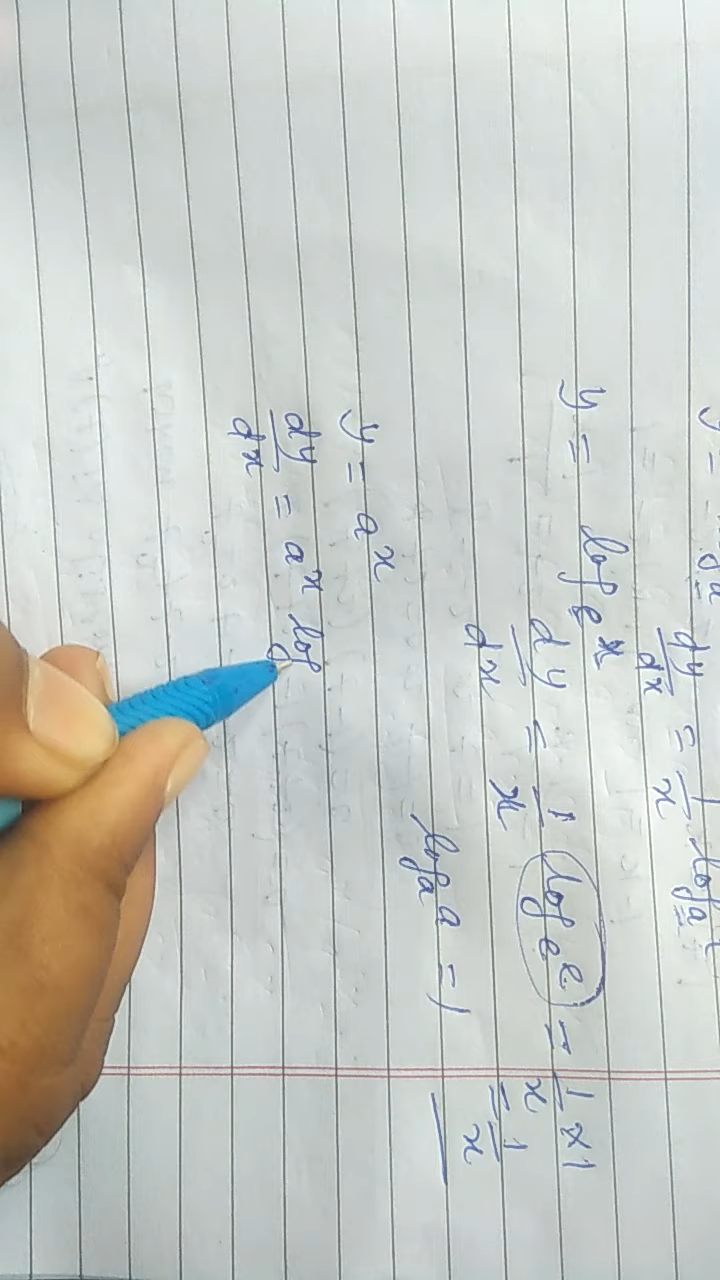 dy/dx = 1/x log_a
y = log_e x
dy/dx = 1/x log_e e = 1/x × 1
= 1/x
log_a a = 1
y = a^x
dy/dx = a^x log